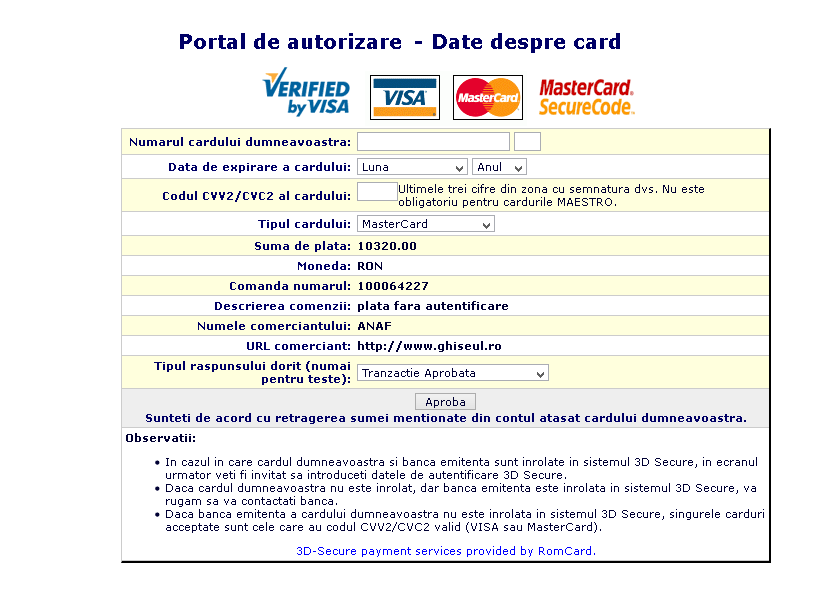 Portal de autorizare - Date despre card
VERIFIED
by VISA
VISA
MasterCard
MasterCard.
SecureCode.
Numarul cardului dumneavoastra:
Data de expirare a cardului: Luna Anul
Codul CVV2/CVC2 al cardului: Ultimele trei cifre din zona cu semnatura dvs. Nu este
obligatoriu pentru cardurile MAESTRO.
Tipul cardului: MasterCard
Suma de plata: 10320.00
Moneda: RON
Comanda numarul: 100064227
Descrierea comenzii: plata fara autentificare
Numele comerciantului: ANAF
URL comerciant: http://www.ghiseul.ro
Tipul raspunsului dorit (numai
pentru teste): Tranzactie Aprobata
Aproba
Sunteti de acord cu retragerea sumei mentionate din contul atasat cardului dumneavoastra.
Observatii:
• In cazul in care cardul dumneavoastra si banca emitenta sunt inrolate in sistemul 3D Secure, in ecranul
urmator veti fi invitat sa introduceti datele de autentificare 3D Secure.
• Daca cardul dumneavoastra nu este inrolat, dar banca emitenta este inrolata in sistemul 3D Secure, va
rugam sa va contactati banca.
• Daca banca emitenta a cardului dumneavoastra nu este inrolata in sistemul 3D Secure, singurele carduri
acceptate sunt cele care au codul CVV2/CVC2 valid (VISA sau MasterCard).
3D-Secure payment services provided by RomCard.